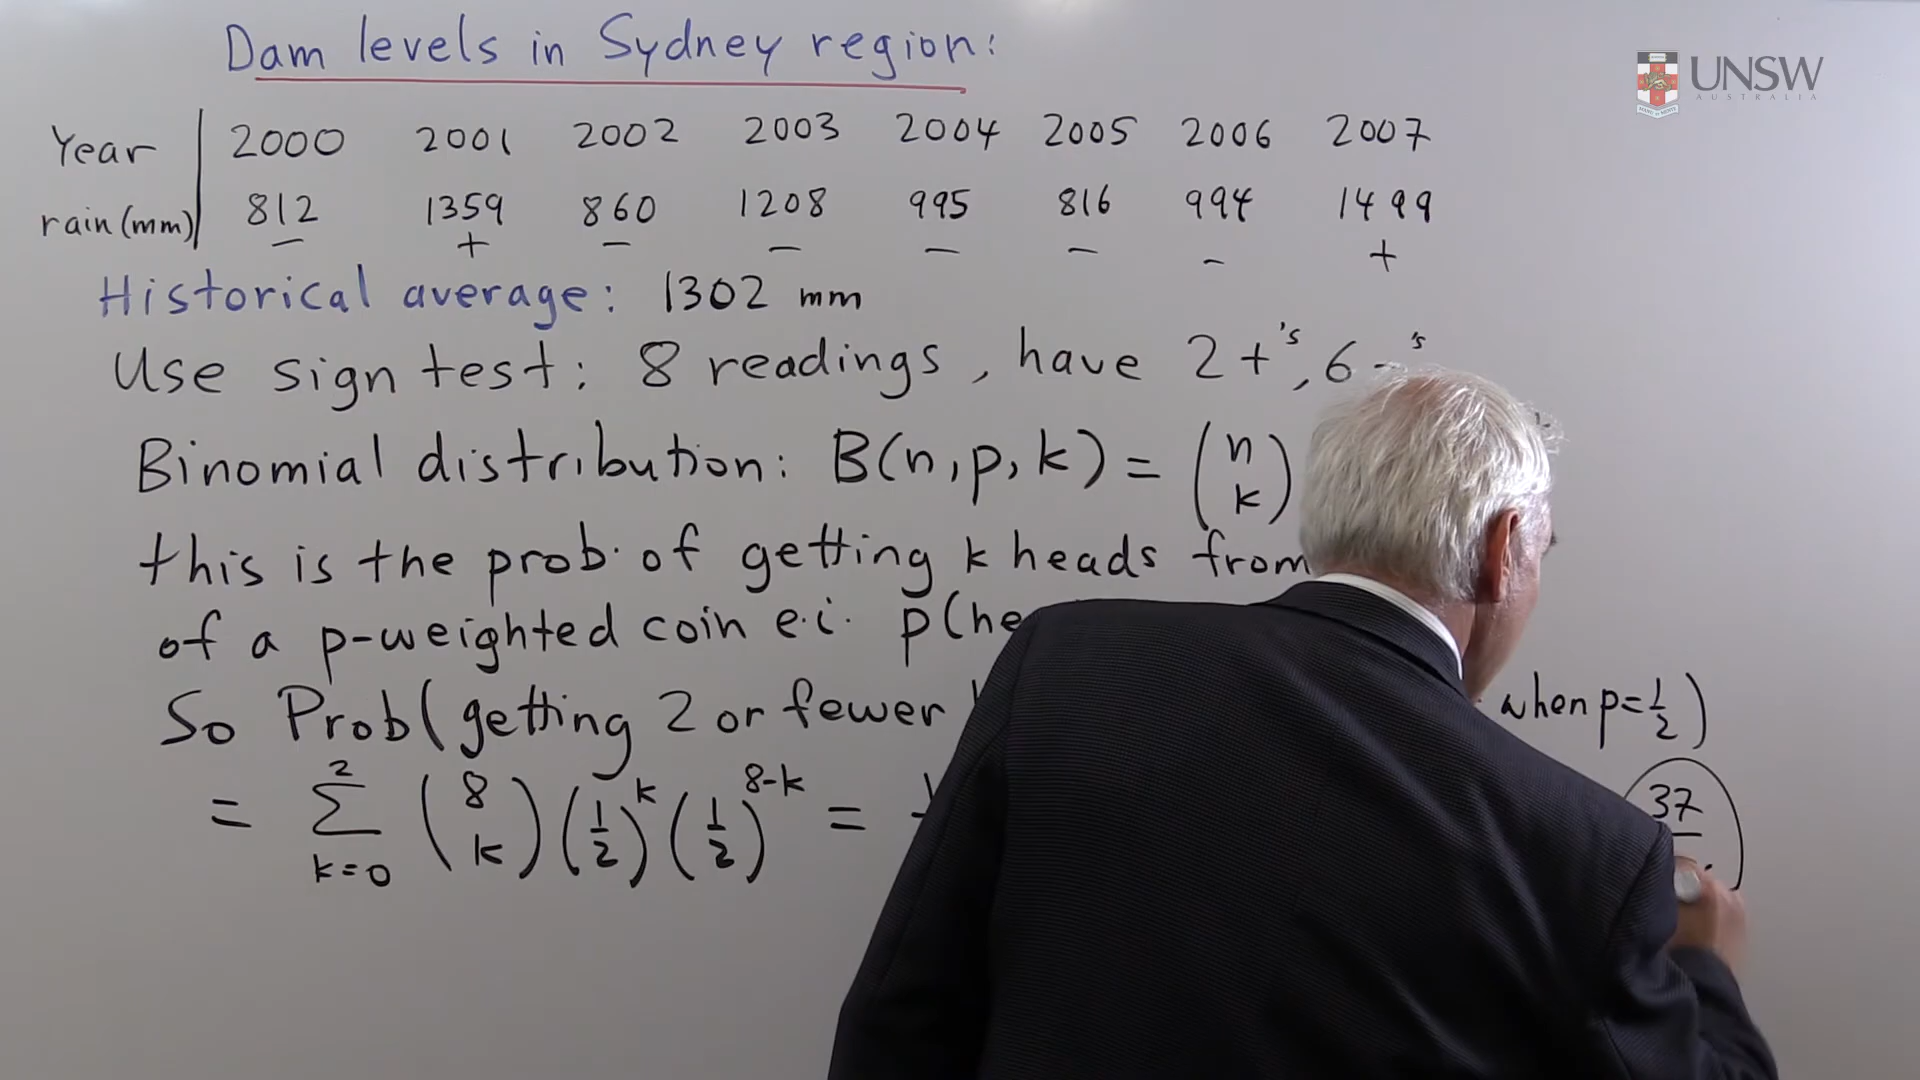 Dam levels in Sydney region:
UNSW
AUSTRALIA
Year 2000 2001 2002 2003 2004 2005 2006 2007
rain (mm) 812 1359 860 1208 995 816 994 1499
− + − − − − − +
Historical average: 1302 mm
Use sign test: 8 readings, have 2 +'s, 6 −'s
Binomial distribution: B(n, p, k) = (n k)
this is the prob. of getting k heads from
of a p-weighted coin e.i. p(he
So Prob(getting 2 or fewer when p=1/2)
= Σ k=0 2 (8 k) (1/2)^k (1/2)^8-k = 37